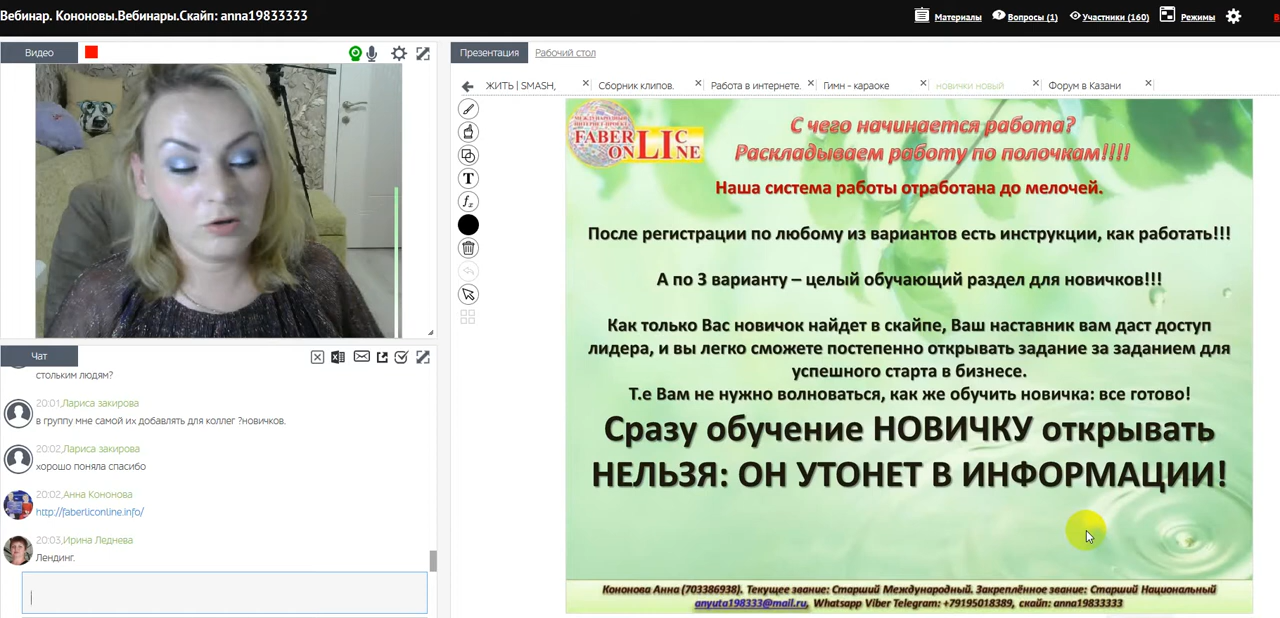 Вебинар. Кононовы.Вебинары.Скайп: anna19833333
Материалы
Вопросы (1)
Участники (160)
Режимы
Видео
Презентация
Рабочий стол
ЖИТЬ | SMASH,
Сборник клипов.
Работа в интернете.
Гимн - караоке
новички новый
Форум в Казани
МЕЖДУНАРОДНЫЙ
ИНТЕРНЕТ-ПРОЕКТ
FABERLIC
ONLINE
С чего начинается работа?
Раскладываем работу по полочкам!!!!
Наша система работы отработана до мелочей.
После регистрации по любому из вариантов есть инструкции, как работать!!!
А по 3 варианту – целый обучающий раздел для новичков!!!
Как только Вас новичок найдет в скайпе, Ваш наставник вам даст доступ
лидера, и вы легко сможете постепенно открывать задание за заданием для
успешного старта в бизнесе.
Т.е Вам не нужно волноваться, как же обучить новичка: все готово!
Сразу обучение НОВИЧКУ открывать
НЕЛЬЗЯ: ОН УТОНЕТ В ИНФОРМАЦИИ!
Кононова Анна (703386938). Текущее звание: Старший Международный. Закреплённое звание: Старший Национальный
anyuta198333@mail.ru, Whatsapp Viber Telegram: +79195018389, скайп: anna19833333
Чат
стольким людям?
20:01,Лариса закирова
в группу мне самой их добавлять для коллег ?новичков.
20:02,Лариса закирова
хорошо поняла спасибо
20:02,Анна Кононова
http://faberliconline.info/
20:03,Ирина Леднева
Лендинг.